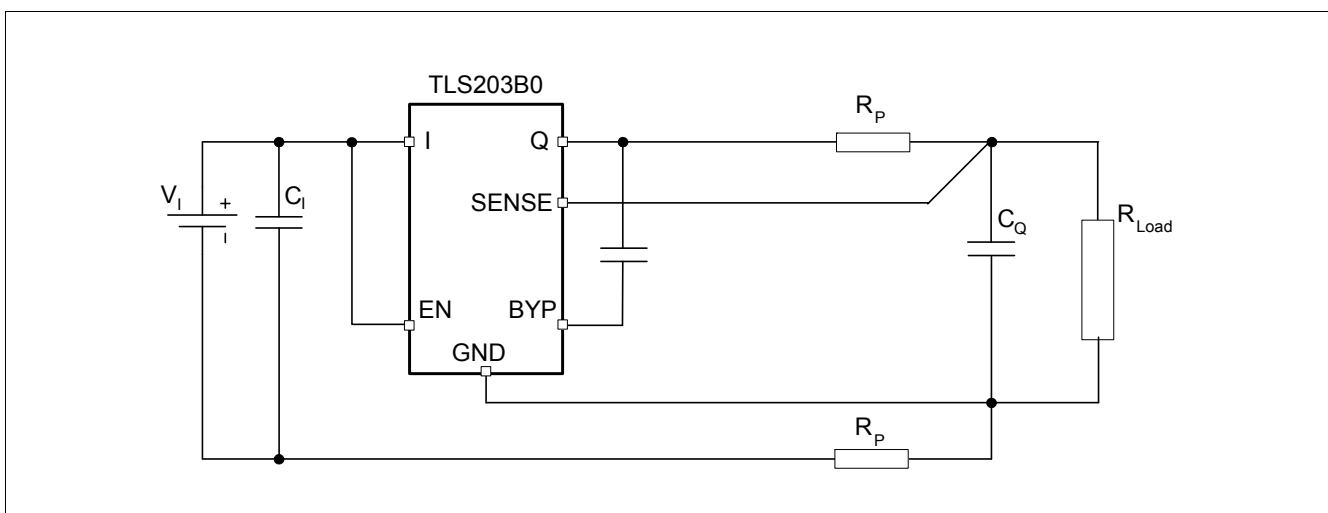 TLS203B0
R_P
I
Q
V_I
+
C_I
SENSE
C_Q
R_Load
EN
BYP
GND
R_P